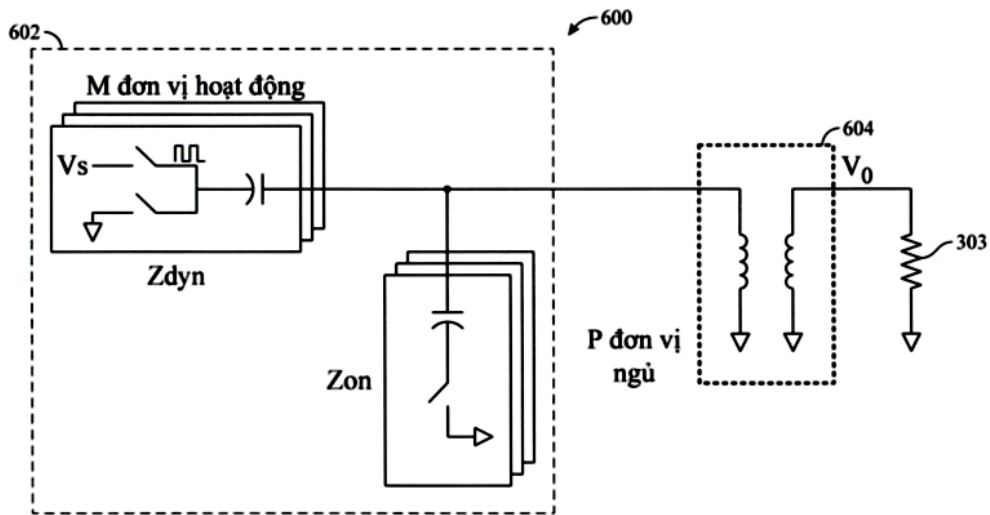 600
602
M đơn vị hoạt động
604
Vs
V0
303
Zdyn
P đơn vị
ngủ
Zon